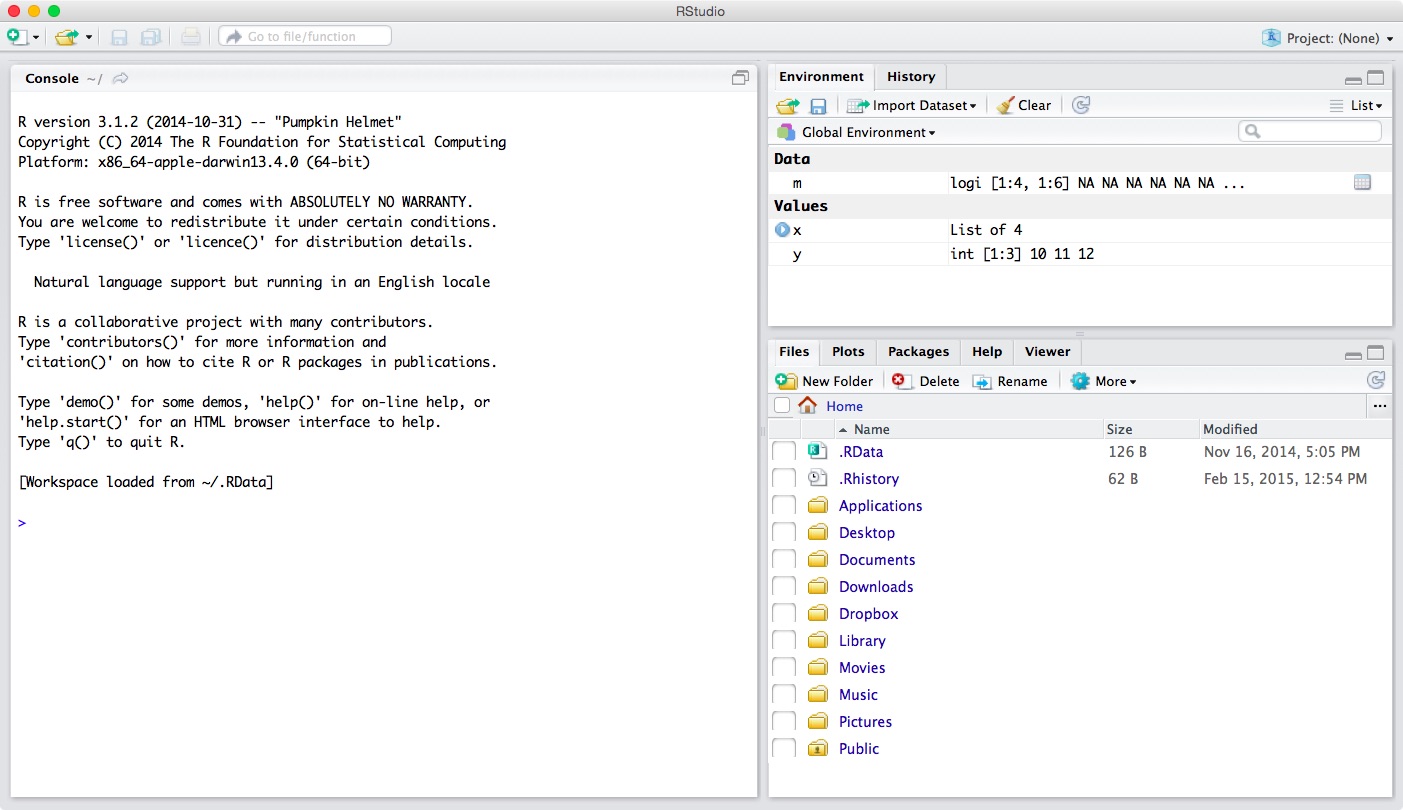 RStudio
Go to file/function
Project: (None)
Console ~/
R version 3.1.2 (2014-10-31) -- "Pumpkin Helmet"
Copyright (C) 2014 The R Foundation for Statistical Computing
Platform: x86_64-apple-darwin13.4.0 (64-bit)
R is free software and comes with ABSOLUTELY NO WARRANTY.
You are welcome to redistribute it under certain conditions.
Type 'license()' or 'licence()' for distribution details.
Natural language support but running in an English locale
R is a collaborative project with many contributors.
Type 'contributors()' for more information and
'citation()' on how to cite R or R packages in publications.
Type 'demo()' for some demos, 'help()' for on-line help, or
'help.start()' for an HTML browser interface to help.
Type 'q()' to quit R.
[Workspace loaded from ~/.RData]
>
Environment History
Import Dataset Clear List
Global Environment
Data
m logi [1:4, 1:6] NA NA NA NA NA NA ...
Values
x List of 4
y int [1:3] 10 11 12
Files Plots Packages Help Viewer
New Folder Delete Rename More
Home ...
Name Size Modified
.RData 126 B Nov 16, 2014, 5:05 PM
.Rhistory 62 B Feb 15, 2015, 12:54 PM
Applications
Desktop
Documents
Downloads
Dropbox
Library
Movies
Music
Pictures
Public